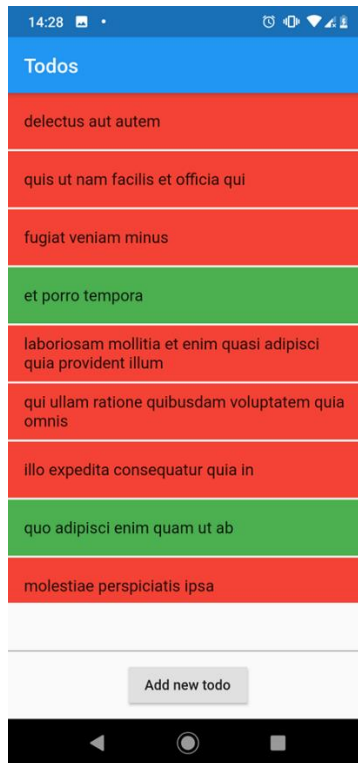 14:28
Todos
delectus aut autem
quis ut nam facilis et officia qui
fugiat veniam minus
et porro tempora
laboriosam mollitia et enim quasi adipisci
quia provident illum
qui ullam ratione quibusdam voluptatem quia
omnis
illo expedita consequatur quia in
quo adipisci enim quam ut ab
molestiae perspiciatis ipsa
Add new todo